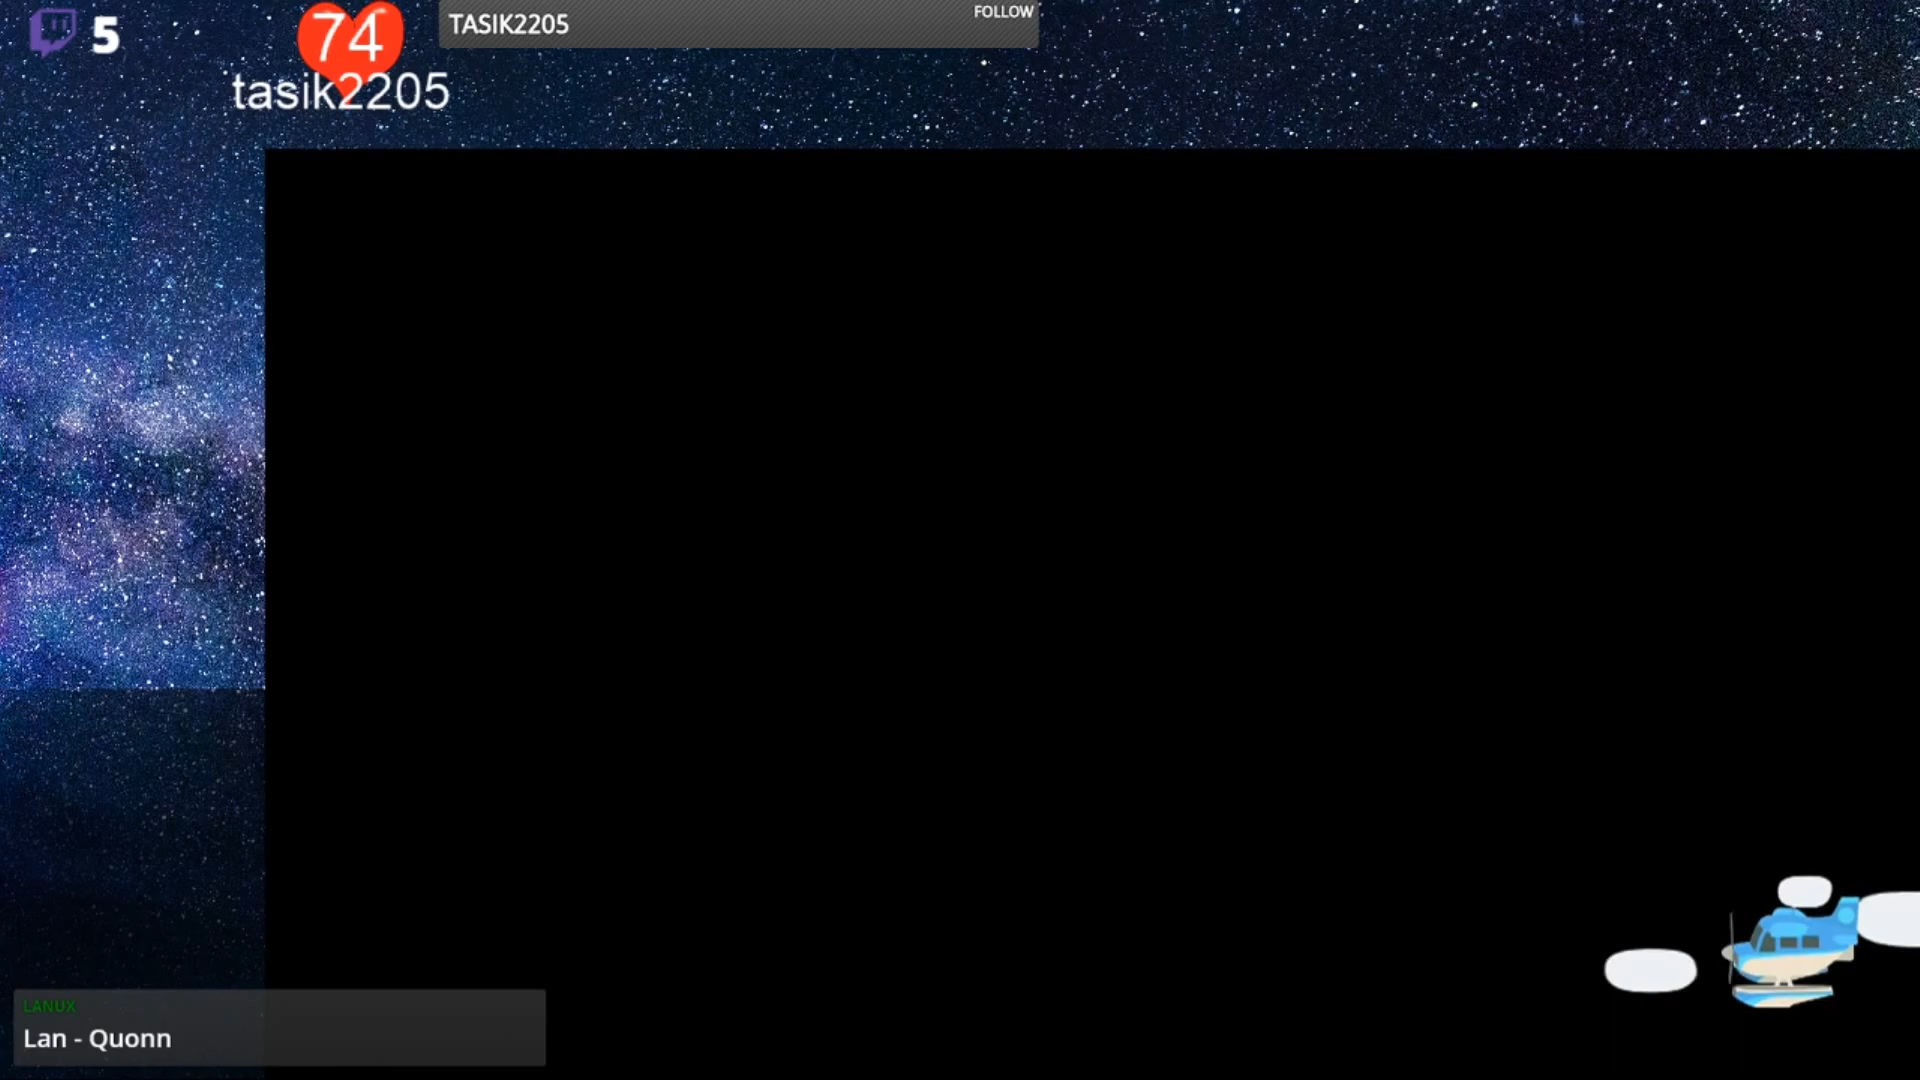 5
74
tasik2205
TASIK2205
FOLLOW
LANUX
Lan - Quonn